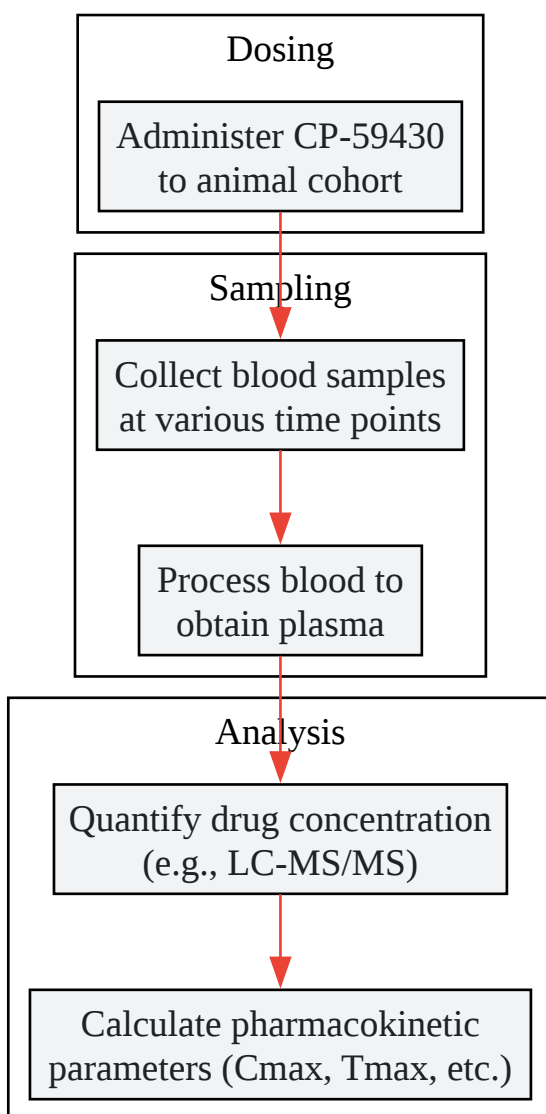 Dosing
Administer CP-59430
to animal cohort
Sampling
Collect blood samples
at various time points
Process blood to
obtain plasma
Analysis
Quantify drug concentration
(e.g., LC-MS/MS)
Calculate pharmacokinetic
parameters (Cmax, Tmax, etc.)